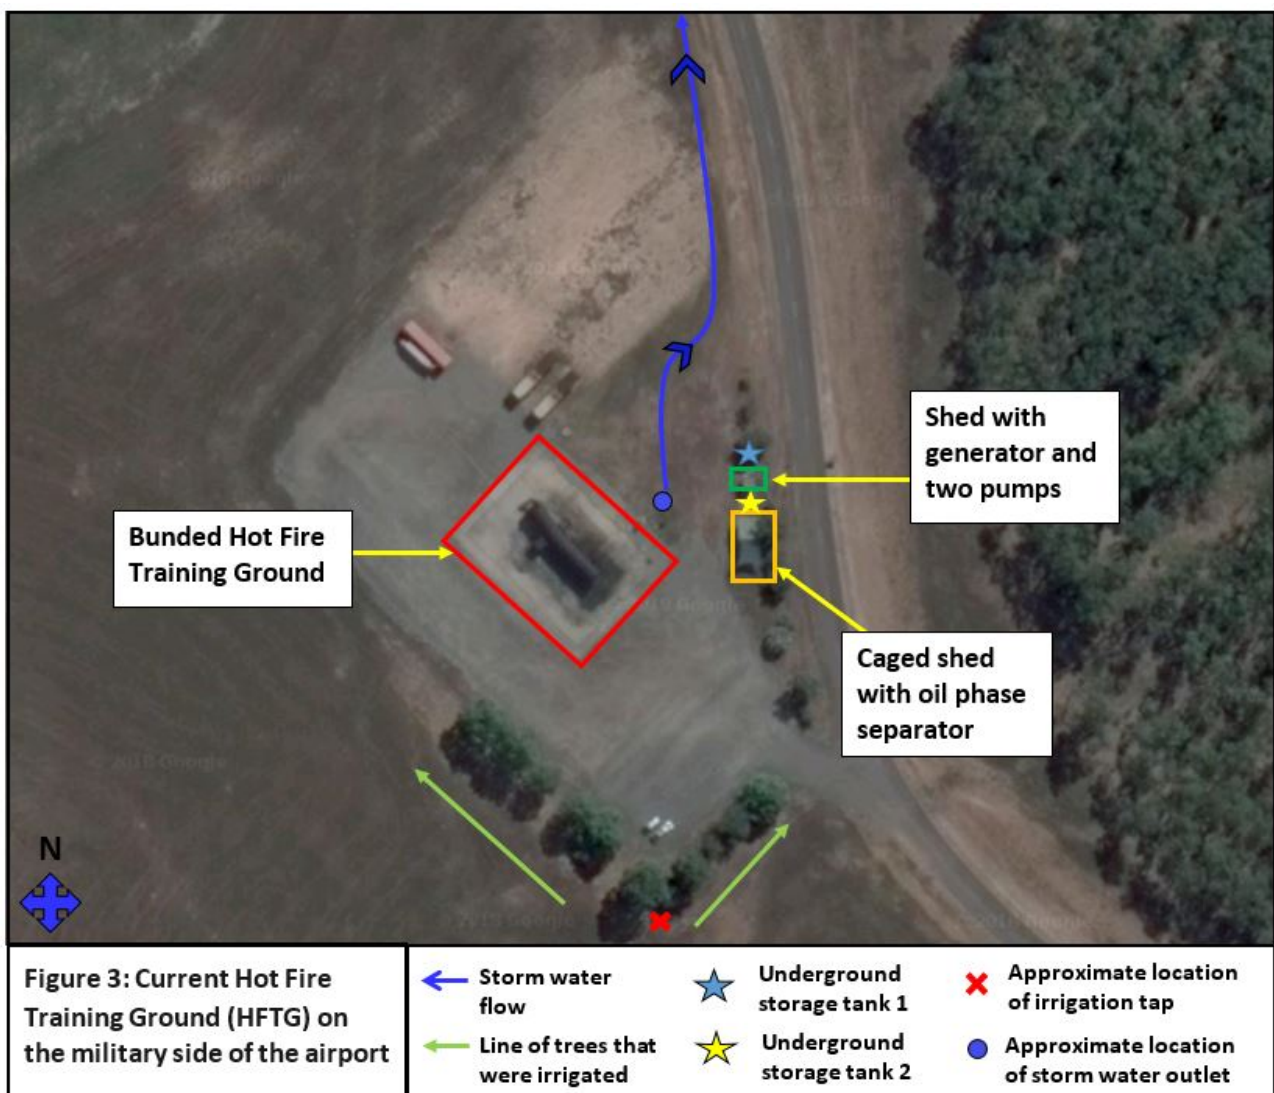 Shed with
generator and
two pumps
Bunded Hot Fire
Training Ground
Caged shed
with oil phase
separator
N
Figure 3: Current Hot Fire
Training Ground (HFTG) on
the military side of the airport
Storm water
flow
Line of trees that
were irrigated
Underground
storage tank 1
Underground
storage tank 2
Approximate location
of irrigation tap
Approximate location
of storm water outlet